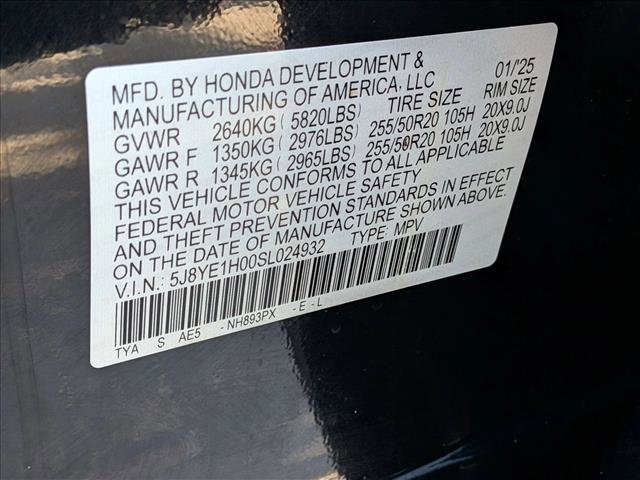 MFD. BY HONDA DEVELOPMENT & 01/'25
MANUFACTURING OF AMERICA, LLC
TIRE SIZE RIM SIZE
GVWR 2640KG( 5820LBS)
GAWR F 1350KG( 2976LBS) 255/50R20 105H 20X9.0J
GAWR R 1345KG( 2965LBS) 255/50R20 105H 20X9.0J
THIS VEHICLE CONFORMS TO ALL APPLICABLE
FEDERAL MOTOR VEHICLE SAFETY
AND THEFT PREVENTION STANDARDS IN EFFECT
ON THE DATE OF MANUFACTURE SHOWN ABOVE.
V.I.N.: 5J8YE1H00SL024932 TYPE: MPV
TYA S AE5 -NH893PX -E-L